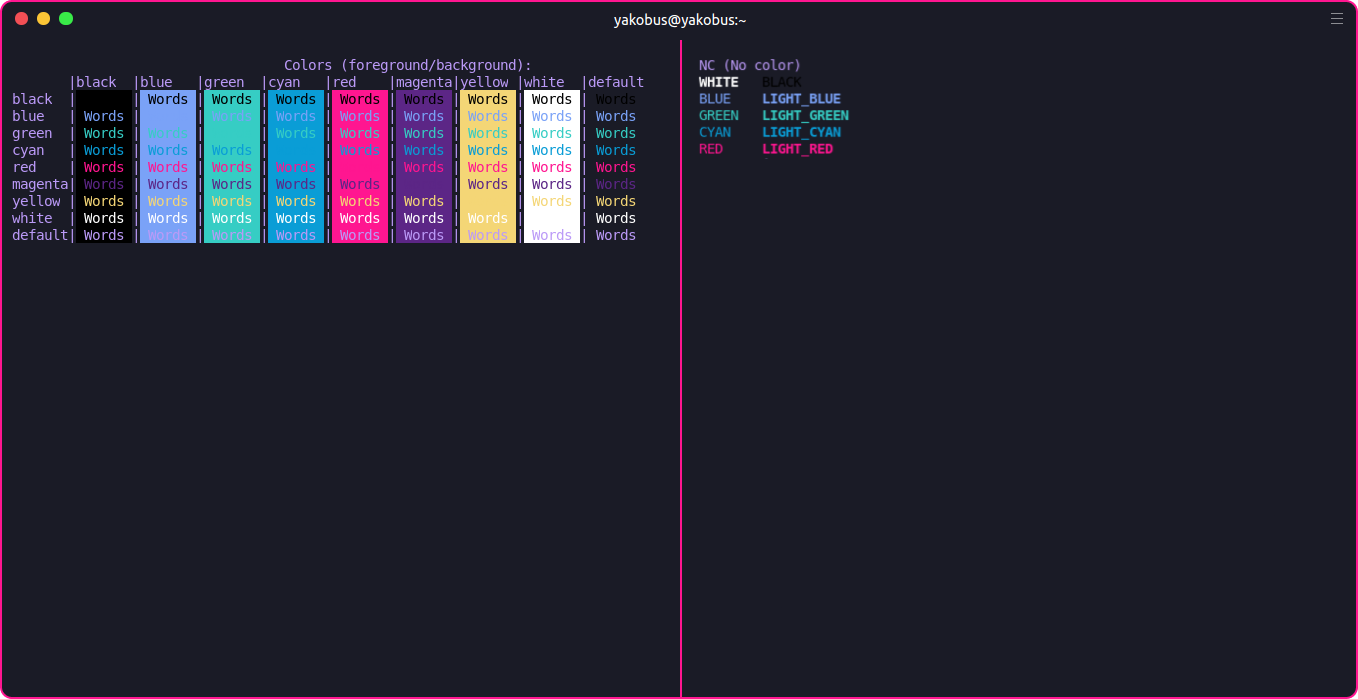 yakobus@yakobus:~
Colors (foreground/background):
|black |blue |green |cyan |red |magenta|yellow |white |default
black | | Words | Words | Words | Words | Words | Words | Words | Words
blue | Words | | Words | Words | Words | Words | Words | Words | Words
green | Words | Words | | Words | Words | Words | Words | Words | Words
cyan | Words | Words | Words | | Words | Words | Words | Words | Words
red | Words | Words | Words | Words | | Words | Words | Words | Words
magenta| Words | Words | Words | Words | Words | | Words | Words | Words
yellow | Words | Words | Words | Words | Words | Words | | Words | Words
white | Words | Words | Words | Words | Words | Words | Words | | Words
default| Words | Words | Words | Words | Words | Words | Words | Words | Words
NC (No color)
WHITE BLACK
BLUE LIGHT_BLUE
GREEN LIGHT_GREEN
CYAN LIGHT_CYAN
RED LIGHT_RED